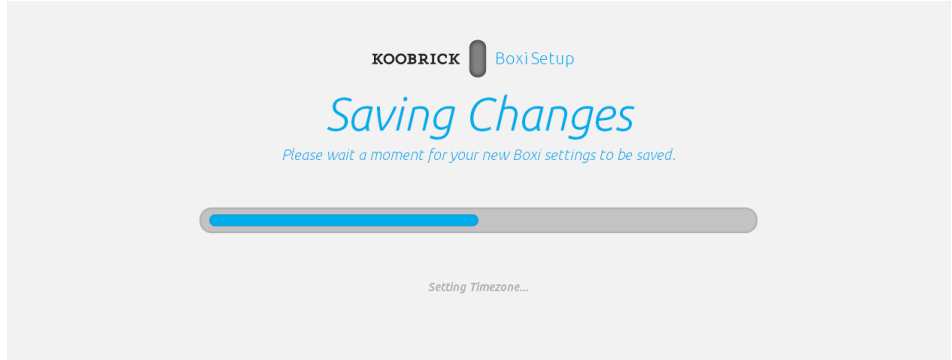 KOOBRICK Boxi Setup
Saving Changes
Please wait a moment for your new Boxi settings to be saved.
Setting Timezone...